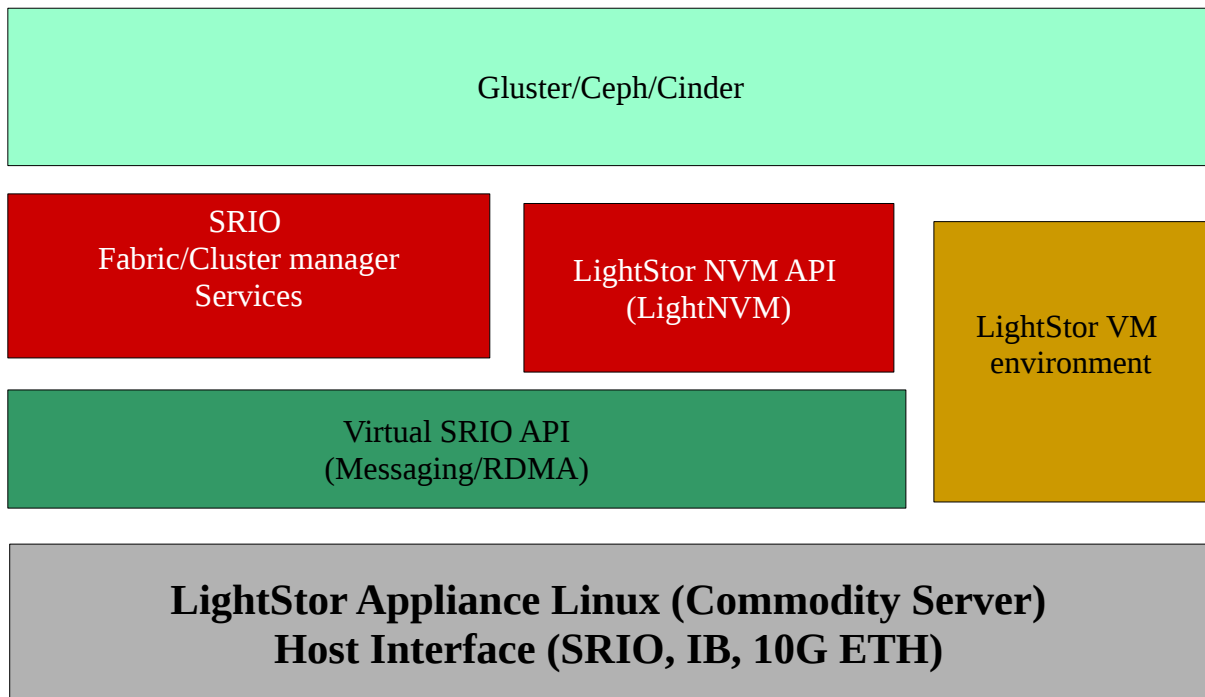 Gluster/Ceph/Cinder
SRIO
Fabric/Cluster manager
Services
LightStor NVM API
(LightNVM)
LightStor VM
environment
Virtual SRIO API
(Messaging/RDMA)
LightStor Appliance Linux (Commodity Server)
Host Interface (SRIO, IB, 10G ETH)